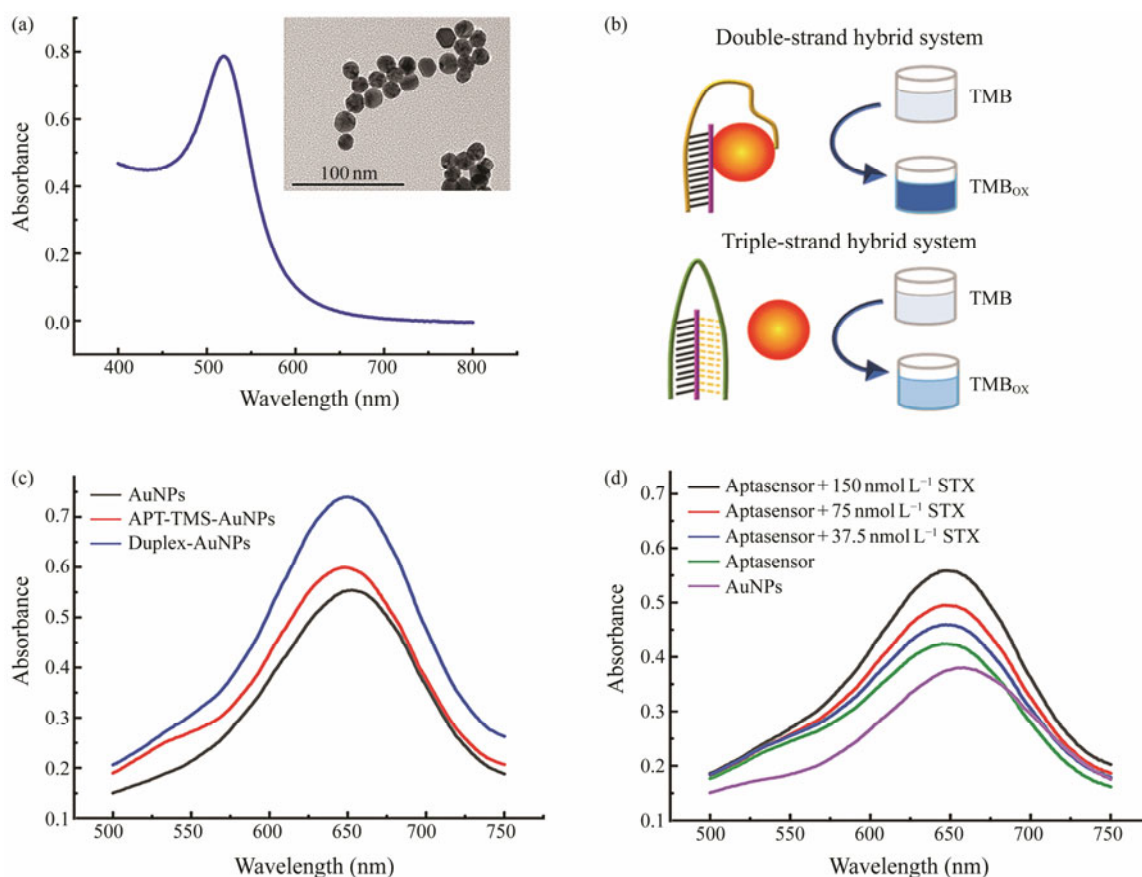 (a)
Absorbance
0.8
0.6
0.4
0.2
0.0
400
500
600
700
800
Wavelength (nm)
100 nm
(b)
Double-strand hybrid system
TMB
TMBOX
Triple-strand hybrid system
TMB
TMBOX
(c)
Absorbance
0.7
0.6
0.5
0.4
0.3
0.2
0.1
AuNPs
APT-TMS-AuNPs
Duplex-AuNPs
500
550
600
650
700
750
Wavelength (nm)
(d)
Absorbance
0.7
0.6
0.5
0.4
0.3
0.2
0.1
Aptasensor + 150 nmol L⁻¹ STX
Aptasensor + 75 nmol L⁻¹ STX
Aptasensor + 37.5 nmol L⁻¹ STX
Aptasensor
AuNPs
500
550
600
650
700
750
Wavelength (nm)